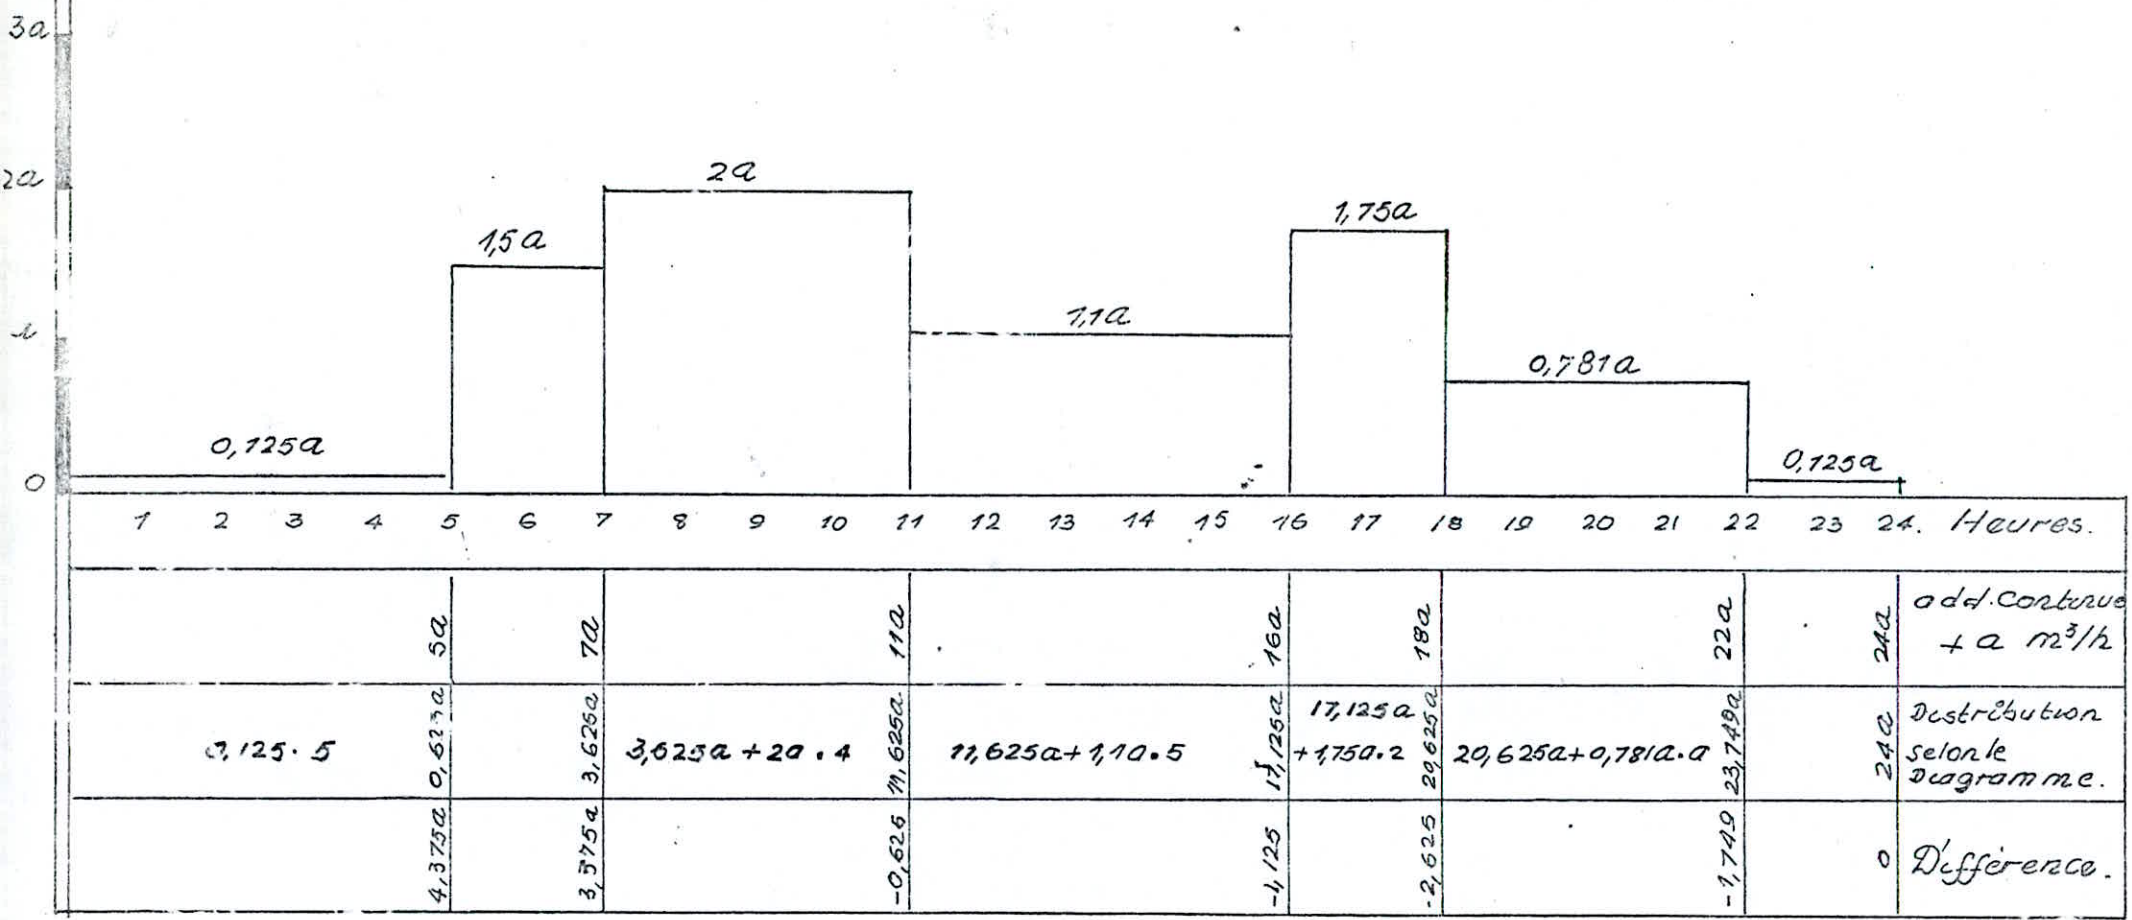 3a
2a
0
0,125a
1,5a
2a
1,1a
1,75a
0,781a
0,125a
1 2 3 4 5 6 7 8 9 10 11 12 13 14 15 16 17 18 19 20 21 22 23 24. Heures.
5a 7a 11a 16a 18a 22a 24a
add. continue
+ a m³/h
0,125 · 5
3,625a
3,625a + 2a . 4
11,625a
11,625a + 1,1a . 5
17,125a
17,125a
+ 1,75a . 2
20,625a
20,625a + 0,781a . a
23,749a
24a
Distribution
selon le
Diagramme.
4,375a 3,375a -0,625 -1,125 -2,625 -1,749 0
Différence.